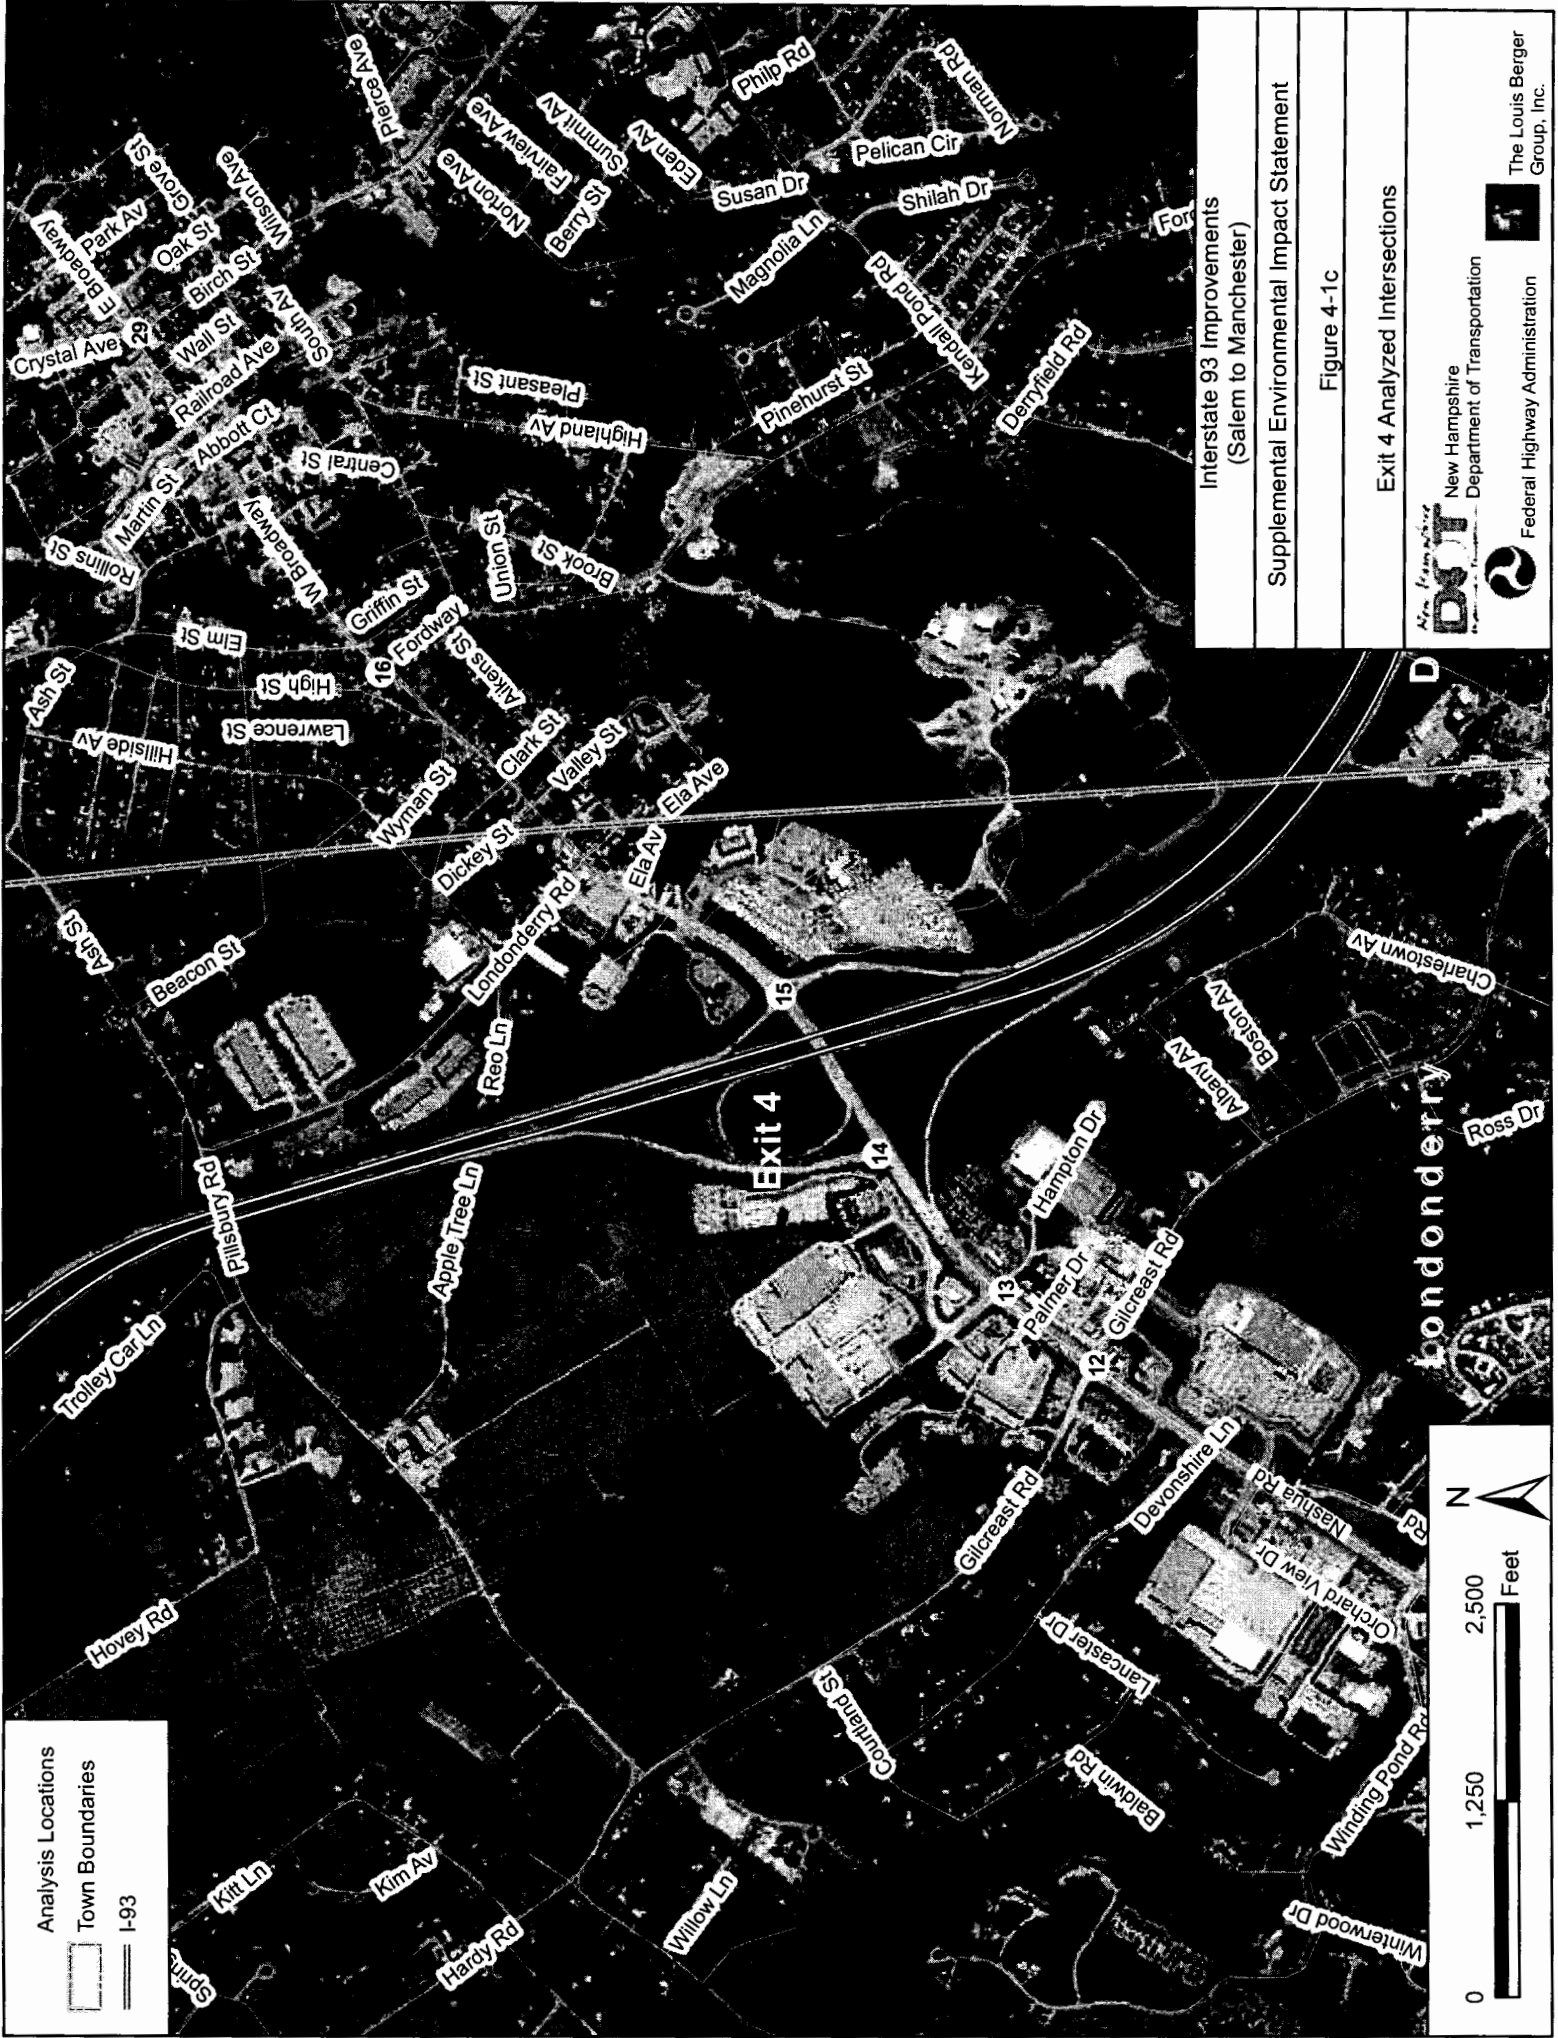 Analysis Locations
Town Boundaries
I-93
Spring
Kitt Ln
Kim Av
Hardy Rd
Willow Ln
Hovey Rd
Trolley Car Ln
Pillsbury Rd
Apple Tree Ln
Ash St
Beacon St
Reo Ln
Londonderry Rd
Dickey St
Wyman St
Ela Av
Ela Ave
Valley St
Clark St
Aikens St
Fordway
Griffin St
16
Ash St
Hillside Av
Lawrence St
High St
Elm St
Rollins St
Martin St
W Broadway
Abbott Ct
Central St
Railroad Ave
Wall St
Crystal Ave
29
E Broadway
Park Av
Grove St
Oak St
Birch St
Wilson Ave
South Av
Pierce Ave
Pleasant St
Highland Av
Union St
Brook St
Norton Ave
Fairview Ave
Summit Av
Berry St
Eden Av
Philp Rd
Susan Dr
Pelican Cir
Norman Rd
Shilah Dr
Magnolia Ln
Kendall Pond Rd
Pinehurst St
Derryfield Rd
Ford
15
Exit 4
14
13
12
Hampton Dr
Palmer Dr
Gilcreast Rd
Gilcreast Rd
Devonshire Ln
Nashua Rd
Orchard View Dr
Lancaster Dr
Courtland St
Baldwin Rd
Winding Pond Rd
Winterwood Dr
Rd
Albany Av
Boston Av
Charlestown Av
Ross Dr
Londonderry
D
0 1,250 2,500
Feet
N
Interstate 93 Improvements
(Salem to Manchester)
Supplemental Environmental Impact Statement
Figure 4-1c
Exit 4 Analyzed Intersections
New Hampshire
DOT
New Hampshire
Department of Transportation
Federal Highway Administration
The Louis Berger
Group, Inc.